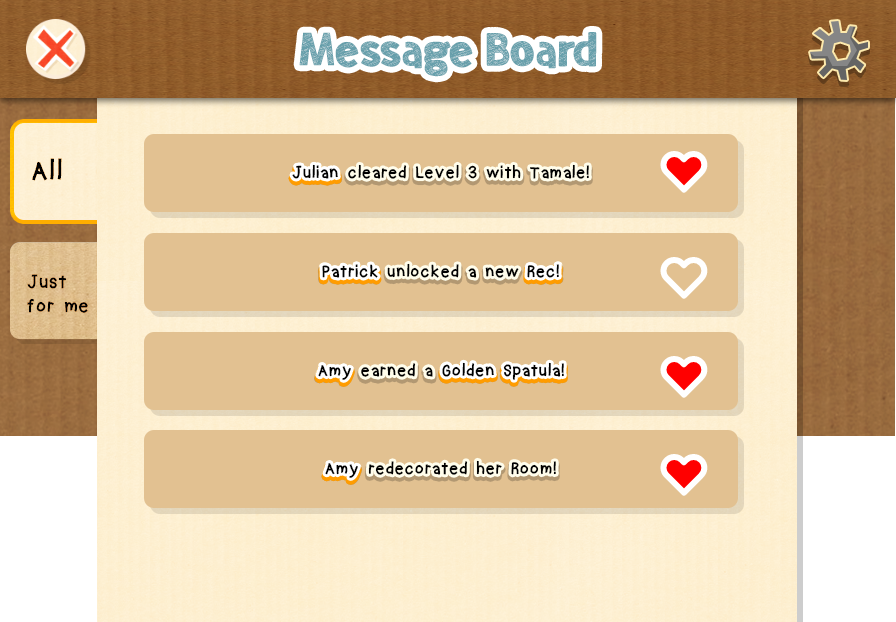 Message Board
All
Just
for me
Julian cleared Level 3 with Tamale!
Patrick unlocked a new Rec!
Amy earned a Golden Spatula!
Amy redecorated her Room!